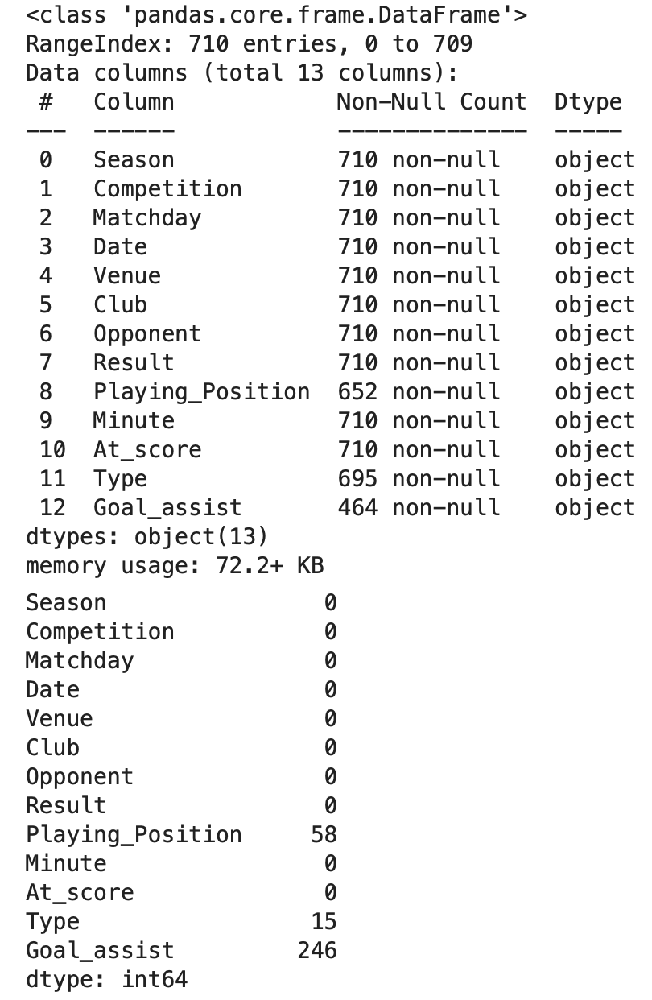 <class 'pandas.core.frame.DataFrame'>
RangeIndex: 710 entries, 0 to 709
Data columns (total 13 columns):
 #   Column            Non-Null Count  Dtype
---  ------            --------------  -----
 0   Season            710 non-null    object
 1   Competition       710 non-null    object
 2   Matchday          710 non-null    object
 3   Date              710 non-null    object
 4   Venue             710 non-null    object
 5   Club              710 non-null    object
 6   Opponent          710 non-null    object
 7   Result            710 non-null    object
 8   Playing_Position  652 non-null    object
 9   Minute            710 non-null    object
 10  At_score          710 non-null    object
 11  Type              695 non-null    object
 12  Goal_assist       464 non-null    object
dtypes: object(13)
memory usage: 72.2+ KB
Season                0
Competition           0
Matchday              0
Date                  0
Venue                 0
Club                  0
Opponent              0
Result                0
Playing_Position     58
Minute                0
At_score              0
Type                 15
Goal_assist         246
dtype: int64